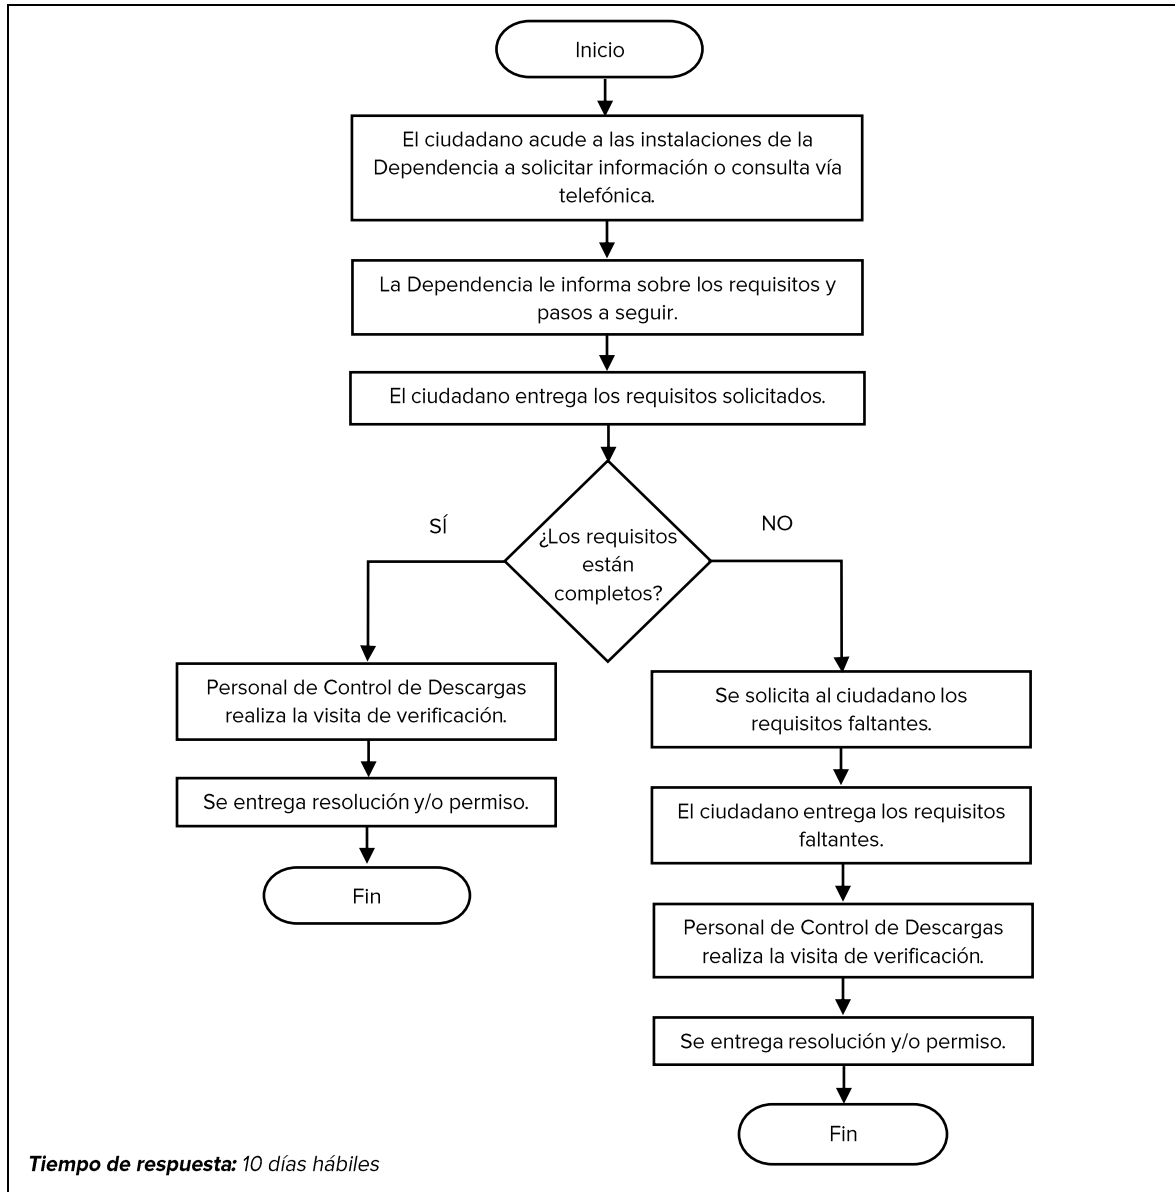 Inicio
El ciudadano acude a las instalaciones de la
Dependencia a solicitar información o consulta vía
telefónica.
La Dependencia le informa sobre los requisitos y
pasos a seguir.
El ciudadano entrega los requisitos solicitados.
¿Los requisitos
están
completos?
SÍ
Personal de Control de Descargas
realiza la visita de verificación.
Se entrega resolución y/o permiso.
Fin
NO
Se solicita al ciudadano los
requisitos faltantes.
El ciudadano entrega los requisitos
faltantes.
Personal de Control de Descargas
realiza la visita de verificación.
Se entrega resolución y/o permiso.
Fin
Tiempo de respuesta: 10 días hábiles